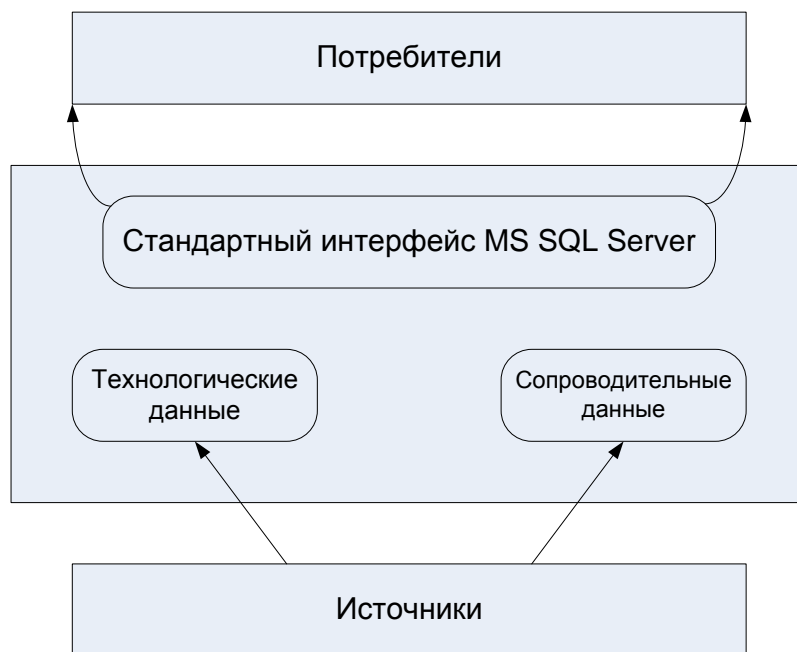 Потребители
Стандартный интерфейс MS SQL Server
Технологические
данные
Сопроводительные
данные
Источники